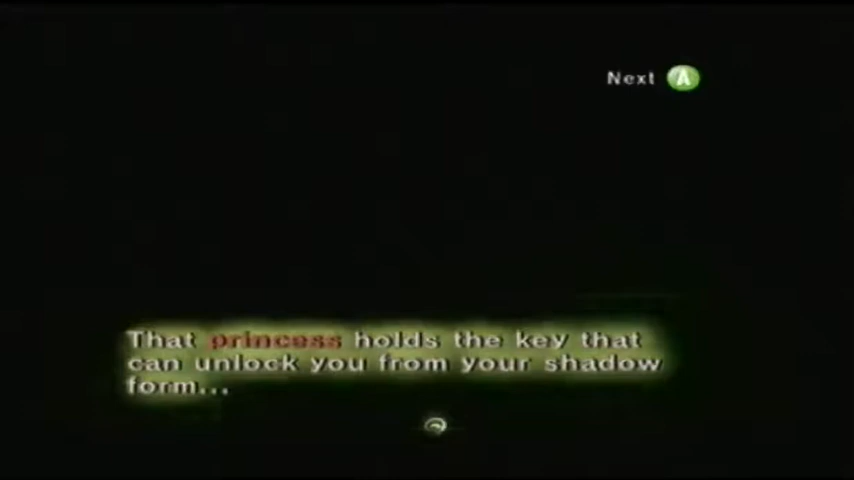 Next A
That princess holds the key that
can unlock you from your shadow
form...